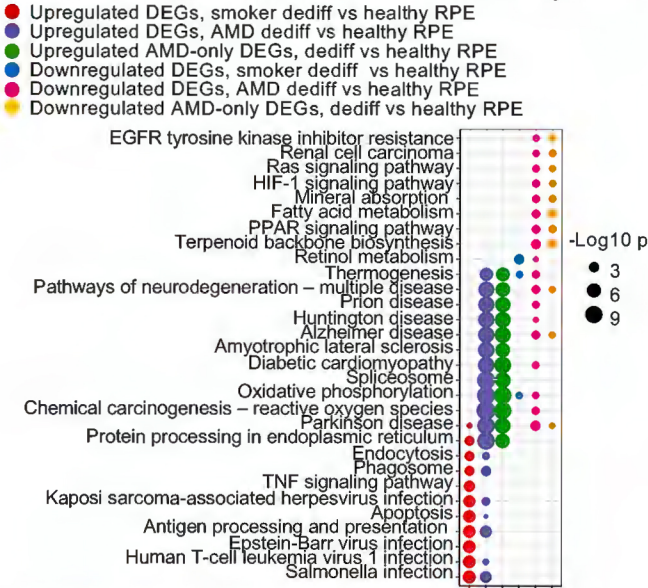 Upregulated DEGs, smoker dediff vs healthy RPE
Upregulated DEGs, AMD dediff vs healthy RPE
Upregulated AMD-only DEGs, dediff vs healthy RPE
Downregulated DEGs, smoker dediff vs healthy RPE
Downregulated DEGs, AMD dediff vs healthy RPE
Downregulated AMD-only DEGs, dediff vs healthy RPE
EGFR tyrosine kinase inhibitor resistance
Renal cell carcinoma
Ras signaling pathway
HIF-1 signaling pathway
Mineral absorption
Fatty acid metabolism
PPAR signaling pathway
Terpenoid backbone biosynthesis
Retinol metabolism
Thermogenesis
Pathways of neurodegeneration – multiple disease
Prion disease
Huntington disease
Alzheimer disease
Amyotrophic lateral sclerosis
Diabetic cardiomyopathy
Spliceosome
Oxidative phosphorylation
Chemical carcinogenesis – reactive oxygen species
Parkinson disease
Protein processing in endoplasmic reticulum
Endocytosis
Phagosome
TNF signaling pathway
Kaposi sarcoma-associated herpesvirus infection
Apoptosis
Antigen processing and presentation
Epstein-Barr virus infection
Human T-cell leukemia virus 1 infection
Salmonella infection
-Log10 p
3
6
9